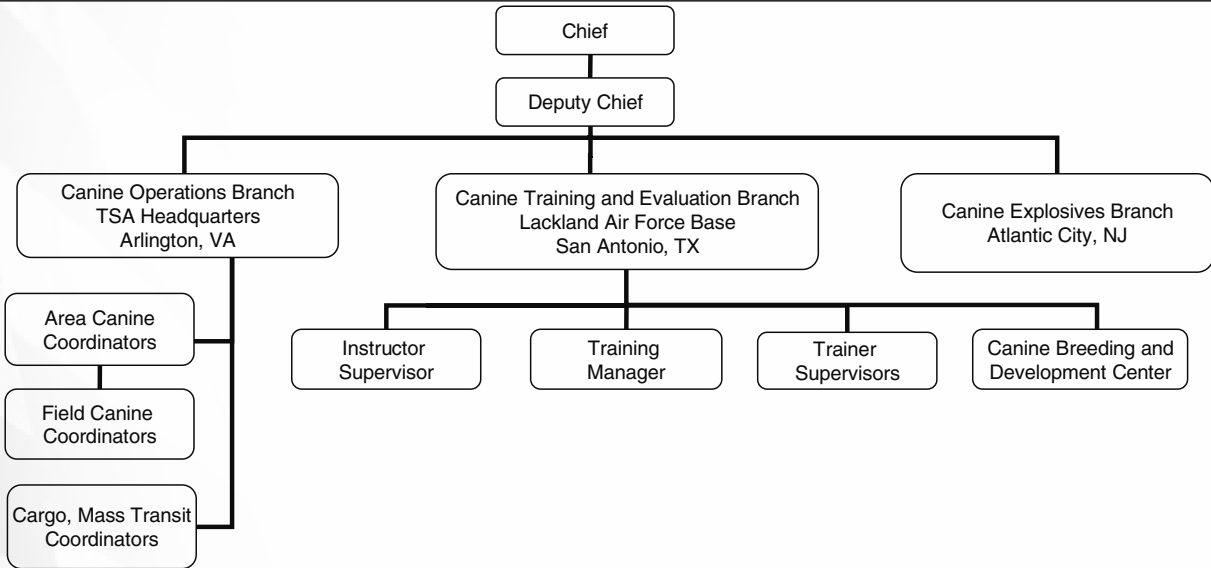 Chief
Deputy Chief
Canine Operations Branch
TSA Headquarters
Arlington, VA
Canine Training and Evaluation Branch
Lackland Air Force Base
San Antonio, TX
Canine Explosives Branch
Atlantic City, NJ
Area Canine
Coordinators
Field Canine
Coordinators
Cargo, Mass Transit
Coordinators
Instructor
Supervisor
Training
Manager
Trainer
Supervisors
Canine Breeding and
Development Center